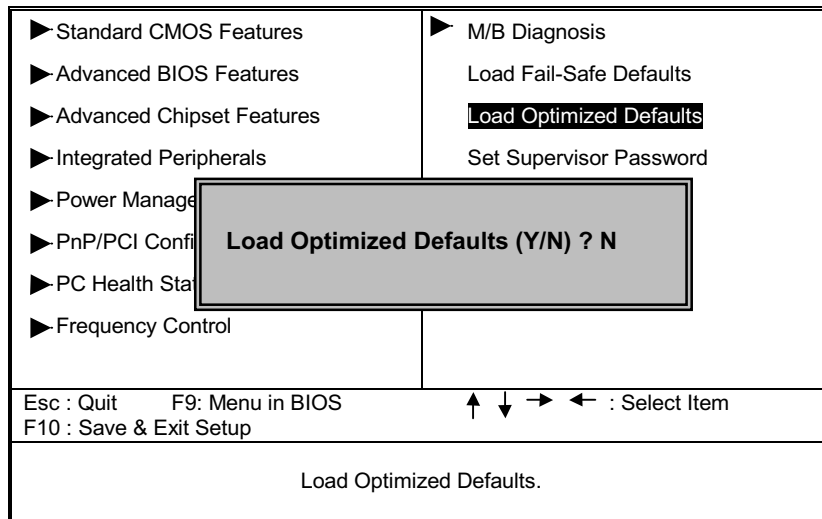 Standard CMOS Features
Advanced BIOS Features
Advanced Chipset Features
Integrated Peripherals
Power Manage
PnP/PCI Confi
PC Health Stat
Frequency Control
M/B Diagnosis
Load Fail-Safe Defaults
Load Optimized Defaults
Set Supervisor Password
Load Optimized Defaults (Y/N) ? N
Esc : Quit F9: Menu in BIOS : Select Item
F10 : Save & Exit Setup
Load Optimized Defaults.